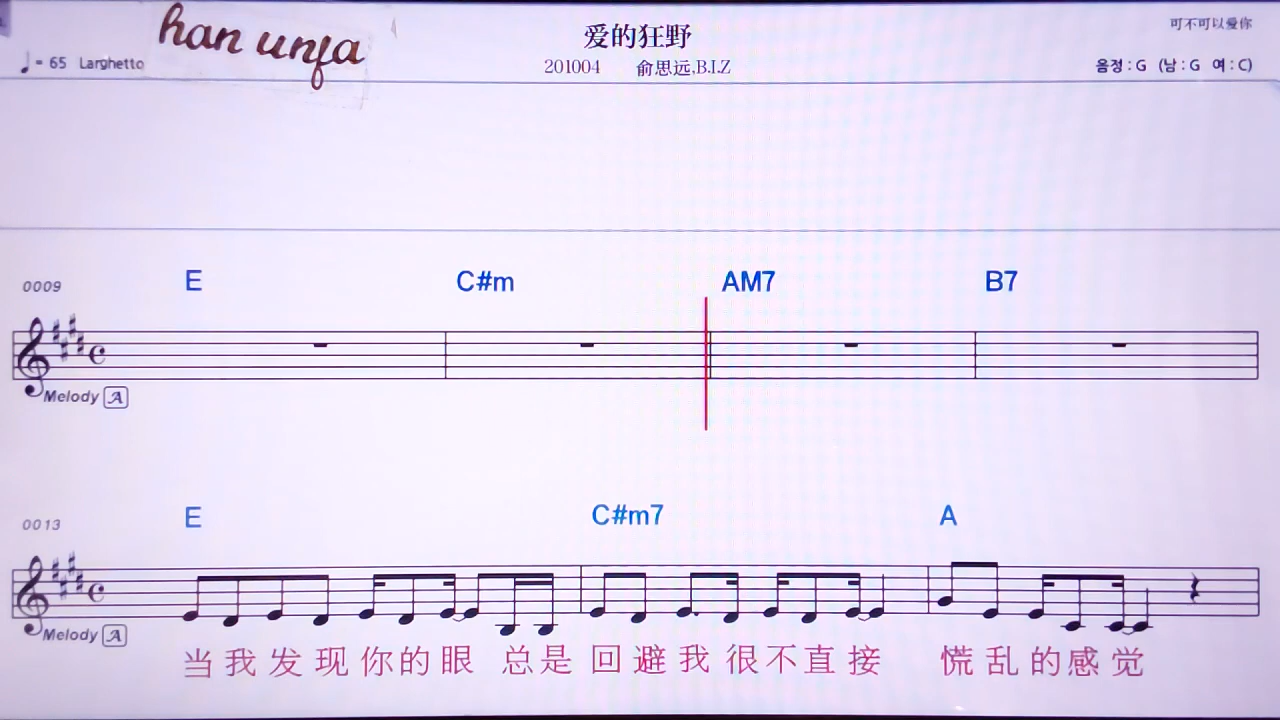 han unfa
爱的狂野
可不可以爱你
♩ = 65 Larghetto
201004 俞思远,B.I.Z
음정 : G (남 : G 여 : C)
0009 E C#m AM7 B7
Melody A
0013 E C#m7 A
Melody A
当我发现你的眼 总是回避我很不直接 慌乱的感觉